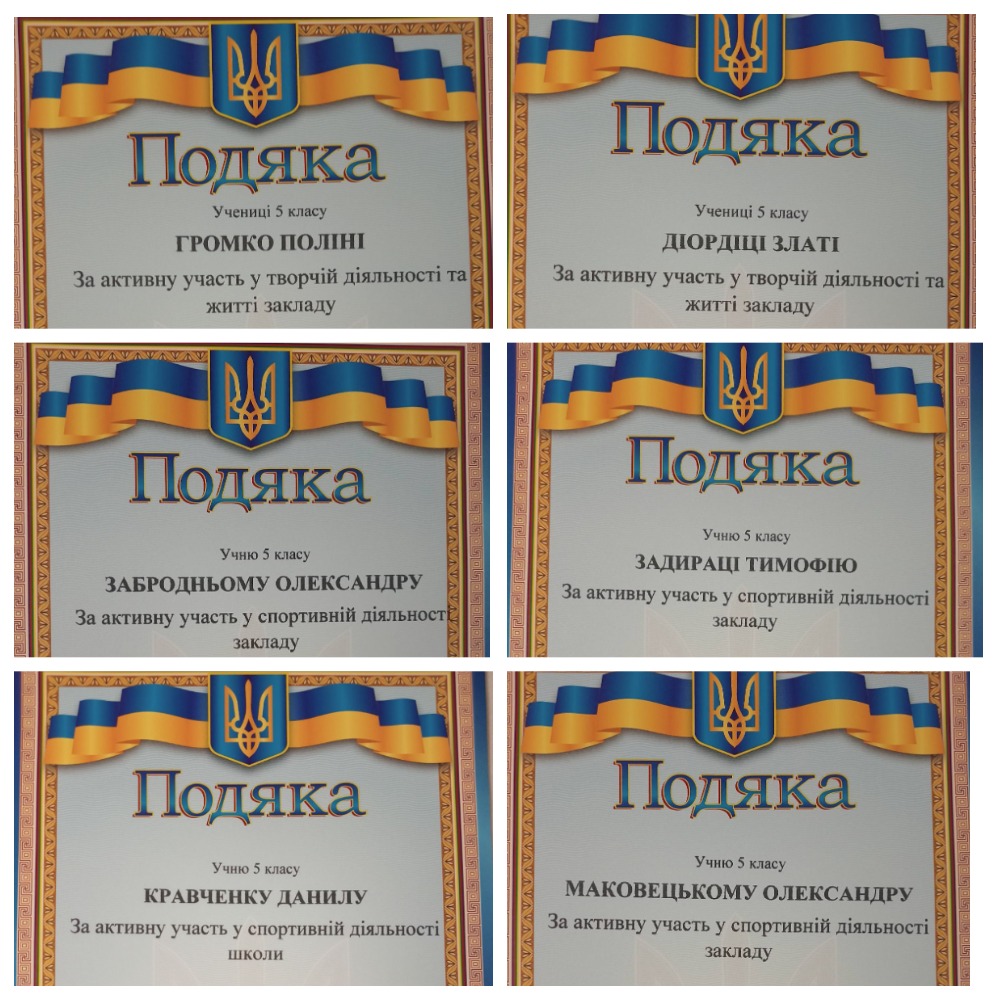 Подяка
Учениці 5 класу
ГРОМКО ПОЛІНІ
За активну участь у творчій діяльності та
житті закладу
Подяка
Учениці 5 класу
ДІОРДІЦІ ЗЛАТІ
За активну участь у творчій діяльності та
житті закладу
Подяка
Учню 5 класу
ЗАБРОДНЬОМУ ОЛЕКСАНДРУ
За активну участь у спортивній діяльності
закладу
Подяка
Учню 5 класу
ЗАДИРАЦІ ТИМОФІЮ
За активну участь у спортивній діяльності
закладу
Подяка
Учню 5 класу
КРАВЧЕНКУ ДАНИЛУ
За активну участь у спортивній діяльності
школи
Подяка
Учню 5 класу
МАКОВЕЦЬКОМУ ОЛЕКСАНДРУ
За активну участь у спортивній діяльності
закладу